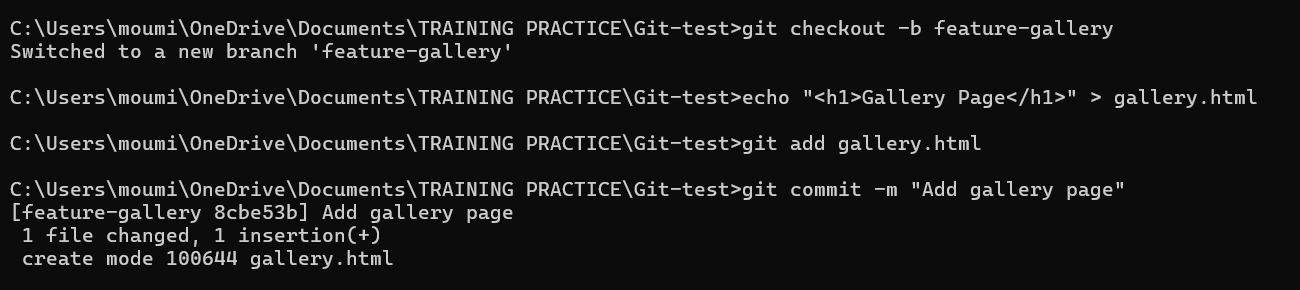 C:\Users\moumi\OneDrive\Documents\TRAINING PRACTICE\Git-test>git checkout -b feature-gallery
Switched to a new branch 'feature-gallery'
C:\Users\moumi\OneDrive\Documents\TRAINING PRACTICE\Git-test>echo "<h1>Gallery Page</h1>" > gallery.html
C:\Users\moumi\OneDrive\Documents\TRAINING PRACTICE\Git-test>git add gallery.html
C:\Users\moumi\OneDrive\Documents\TRAINING PRACTICE\Git-test>git commit -m "Add gallery page"
[feature-gallery 8cbe53b] Add gallery page
 1 file changed, 1 insertion(+)
 create mode 100644 gallery.html